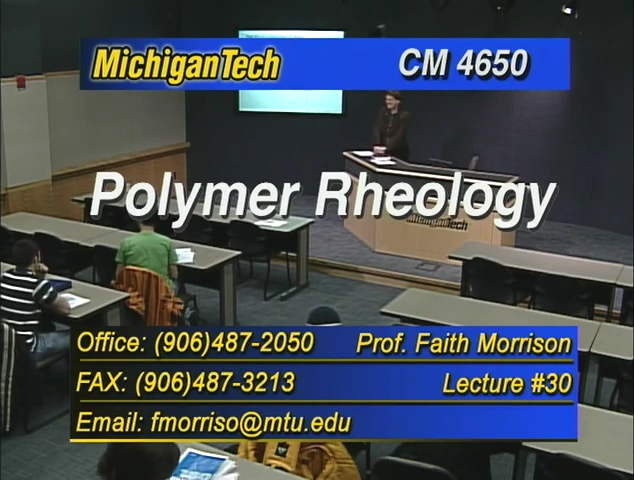 MichiganTech CM 4650
Polymer Rheology
MichiganTech
Office: (906)487-2050 Prof. Faith Morrison
FAX: (906)487-3213 Lecture #30
Email: fmorriso@mtu.edu